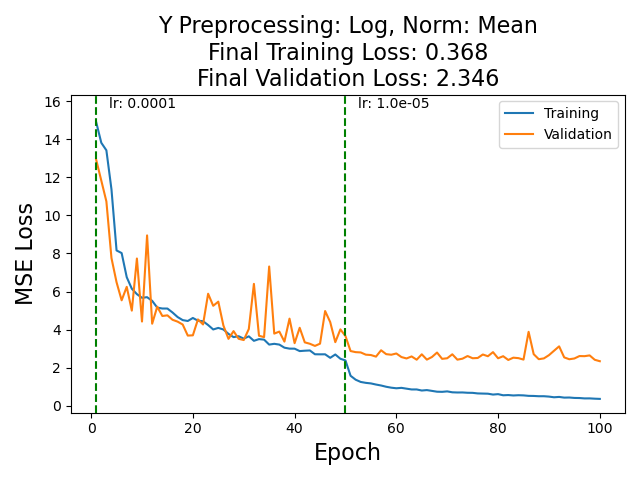 Y Preprocessing: Log, Norm: Mean
Final Training Loss: 0.368
Final Validation Loss: 2.346
lr: 0.0001
lr: 1.0e-05
Training
Validation
MSE Loss
16
14
12
10
8
6
4
2
0
0
20
40
60
80
100
Epoch